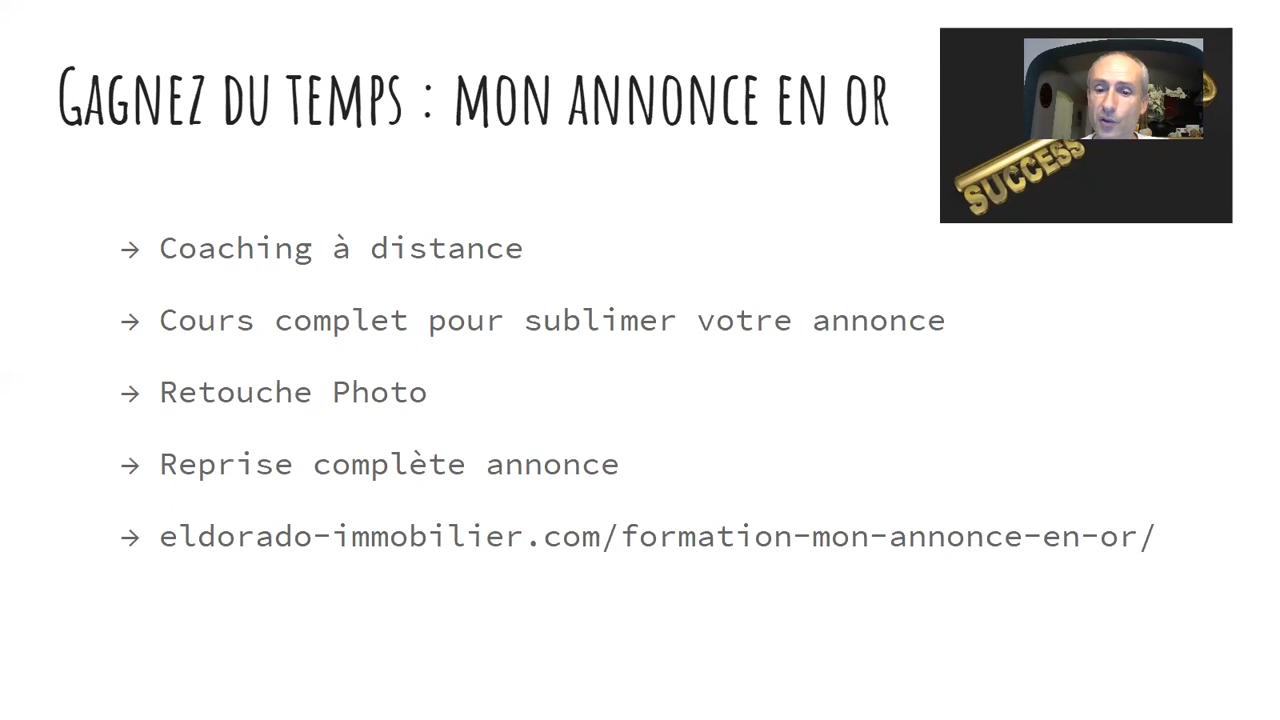 Gagnez du temps : mon annonce en or
SUCCESS
→ Coaching à distance
→ Cours complet pour sublimer votre annonce
→ Retouche Photo
→ Reprise complète annonce
→ eldorado-immobilier.com/formation-mon-annonce-en-or/